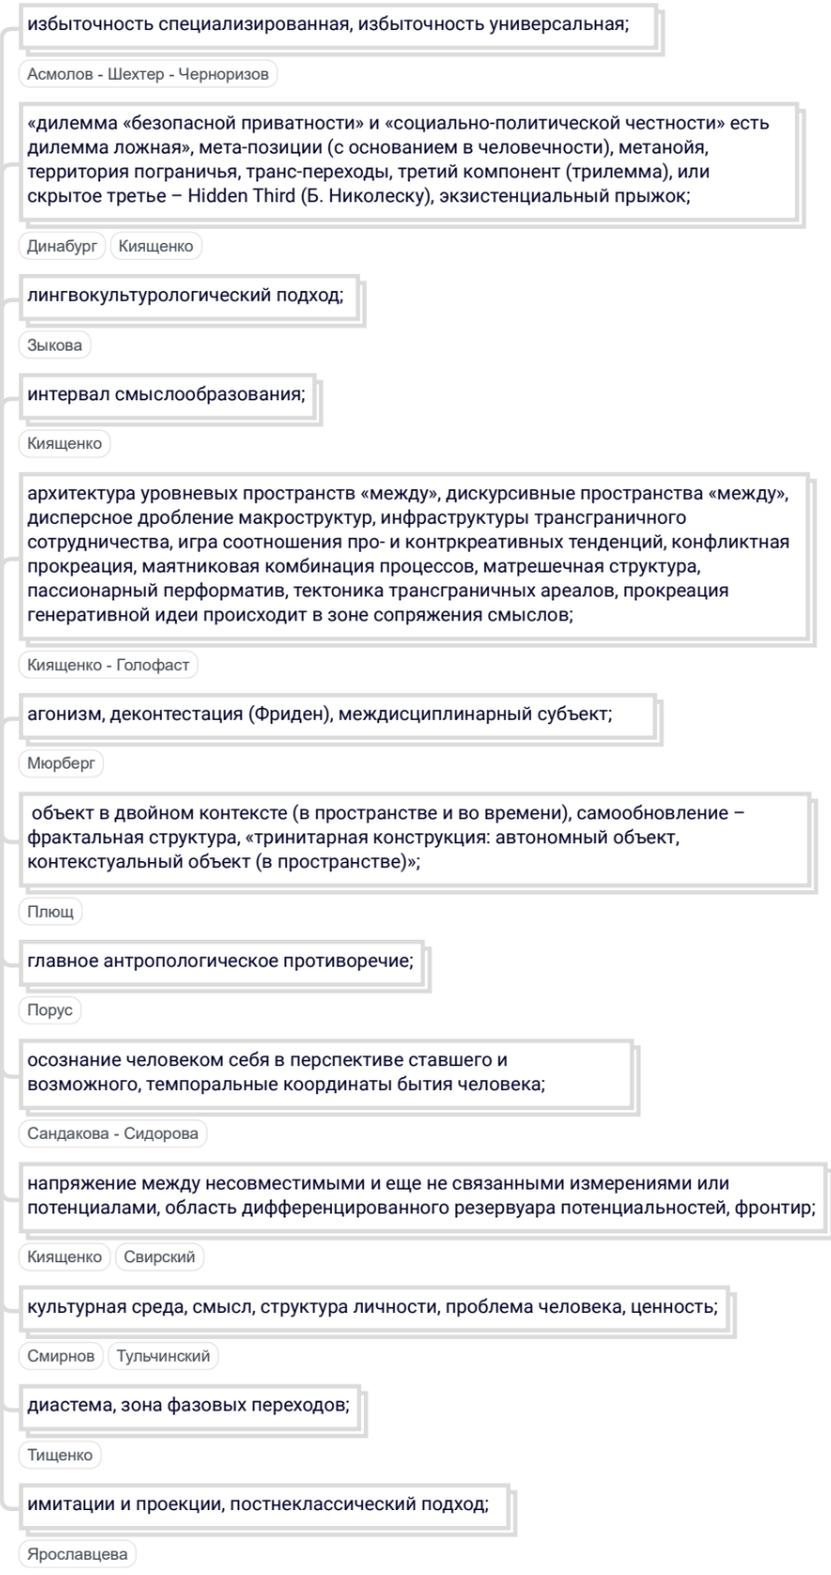 избыточность специализированная, избыточность универсальная;
Асмолов - Шехтер - Черноризов
«дилемма «безопасной приватности» и «социально-политической честности» есть
дилемма ложная», мета-позиции (с основанием в человечности), метанойя,
территория пограничья, транс-переходы, третий компонент (трилемма), или
скрытое третье – Hidden Third (Б. Николеску), экзистенциальный прыжок;
Динабург Киященко
лингвокультурологический подход;
Зыкова
интервал смыслообразования;
Киященко
архитектура уровневых пространств «между», дискурсивные пространства «между»,
дисперсное дробление макроструктур, инфраструктуры трансграничного
сотрудничества, игра соотношения про- и контркреативных тенденций, конфликтная
прокреация, маятниковая комбинация процессов, матрешечная структура,
пассионарный перформатив, тектоника трансграничных ареалов, прокреация
генеративной идеи происходит в зоне сопряжения смыслов;
Киященко - Голофаст
агонизм, деконтестация (Фриден), междисциплинарный субъект;
Мюрберг
объект в двойном контексте (в пространстве и во времени), самообновление –
фрактальная структура, «тринитарная конструкция: автономный объект,
контекстуальный объект (в пространстве)»;
Плющ
главное антропологическое противоречие;
Порус
осознание человеком себя в перспективе ставшего и
возможного, темпоральные координаты бытия человека;
Сандакова - Сидорова
напряжение между несовместимыми и еще не связанными измерениями или
потенциалами, область дифференцированного резервуара потенциальностей, фронтир;
Киященко Свирский
культурная среда, смысл, структура личности, проблема человека, ценность;
Смирнов Тульчинский
диастема, зона фазовых переходов;
Тищенко
имитации и проекции, постнеклассический подход;
Ярославцева